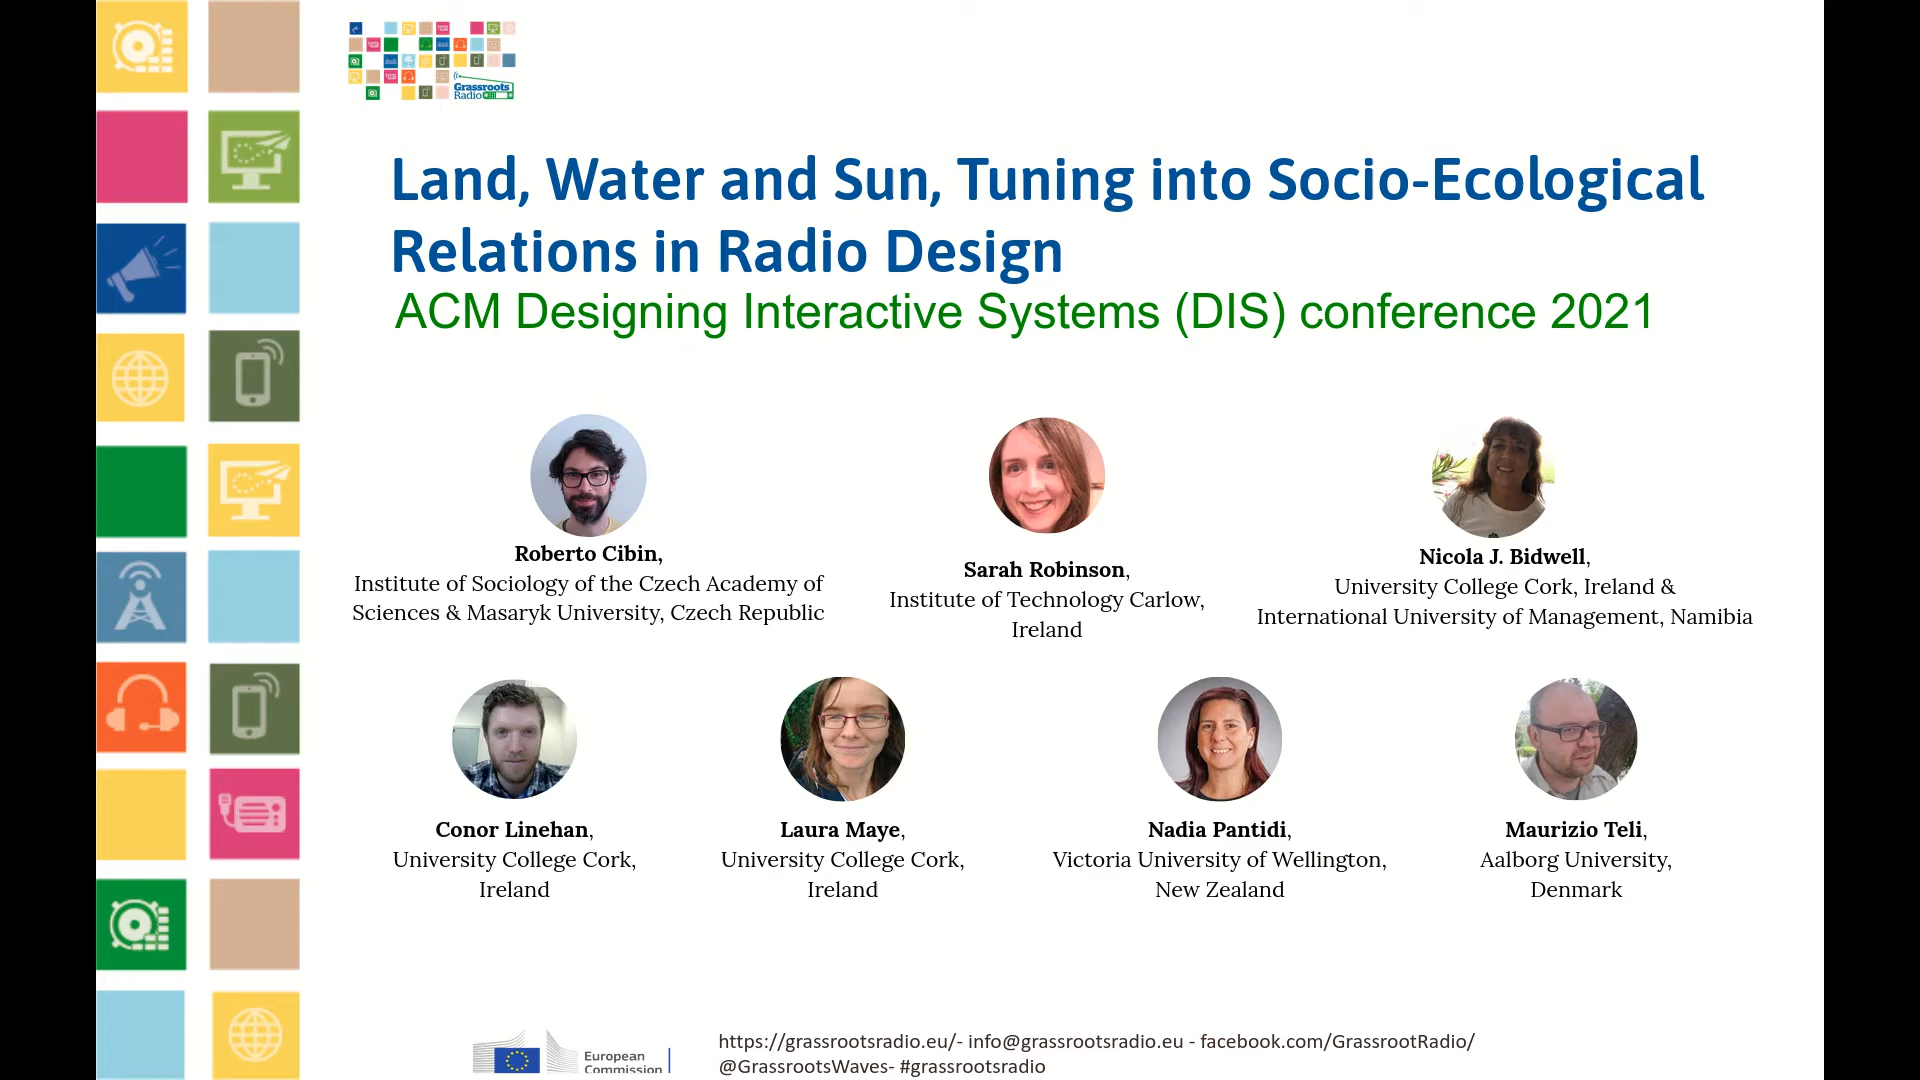 Grassroots
Radio
Land, Water and Sun, Tuning into Socio-Ecological
Relations in Radio Design
ACM Designing Interactive Systems (DIS) conference 2021
Roberto Cibin,
Institute of Sociology of the Czech Academy of
Sciences & Masaryk University, Czech Republic
Sarah Robinson,
Institute of Technology Carlow,
Ireland
Nicola J. Bidwell,
University College Cork, Ireland &
International University of Management, Namibia
Conor Linehan,
University College Cork,
Ireland
Laura Maye,
University College Cork,
Ireland
Nadia Pantidi,
Victoria University of Wellington,
New Zealand
Maurizio Teli,
Aalborg University,
Denmark
European
Commission
https://grassrootsradio.eu/- info@grassrootsradio.eu - facebook.com/GrassrootRadio/
@GrassrootsWaves- #grassrootsradio